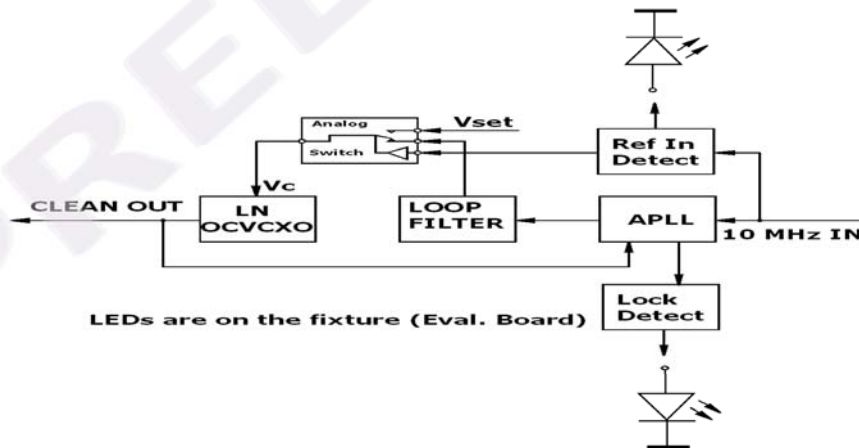 Analog
Switch
Vset
Ref In
Detect
Vc
CLEAN OUT
LN
OCVCXO
LOOP
FILTER
APLL
10 MHz IN
LEDs are on the fixture (Eval. Board)
Lock
Detect